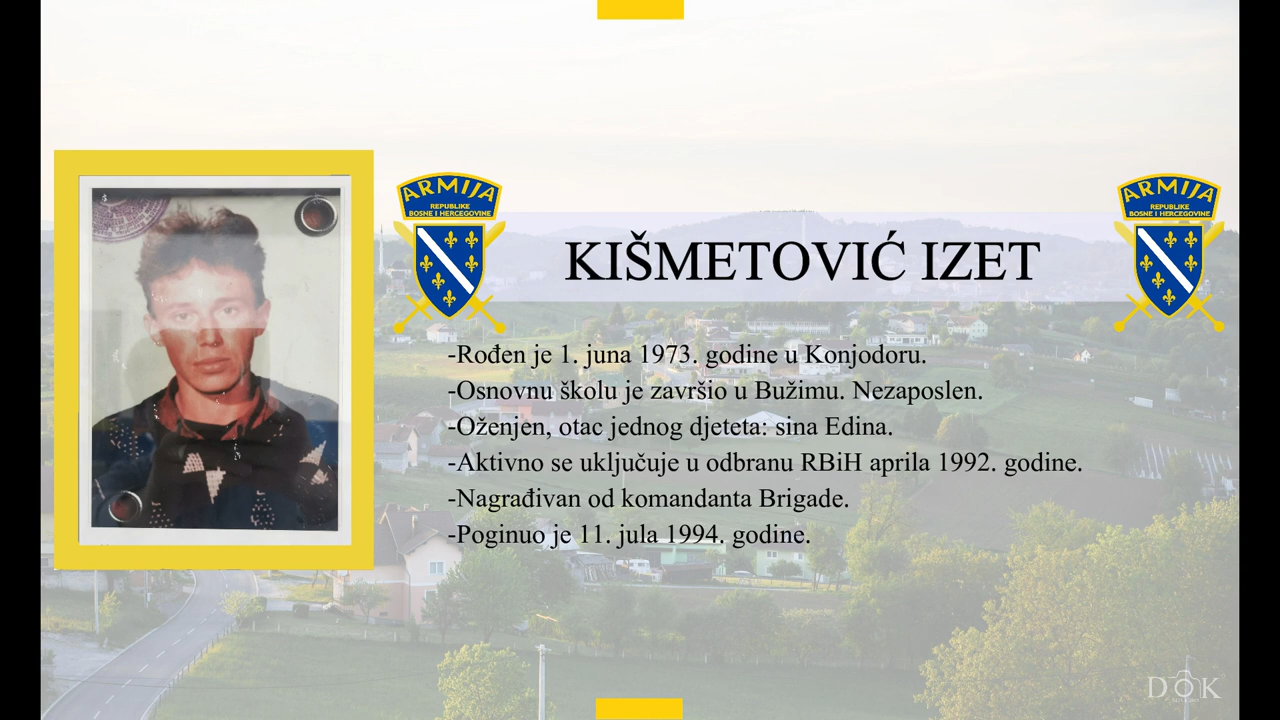 ARMIJA
REPUBLIKE
BOSNE I HERCEGOVINE
ARMIJA
REPUBLIKE
BOSNE I HERCEGOVINE
KIŠMETOVIĆ IZET
-Rođen je 1. juna 1973. godine u Konjodoru.
-Osnovnu školu je završio u Bužimu. Nezaposlen.
-Oženjen, otac jednog djeteta: sina Edina.
-Aktivno se uključuje u odbranu RBiH aprila 1992. godine.
-Nagrađivan od komandanta Brigade.
-Poginuo je 11. jula 1994. godine.
DOK